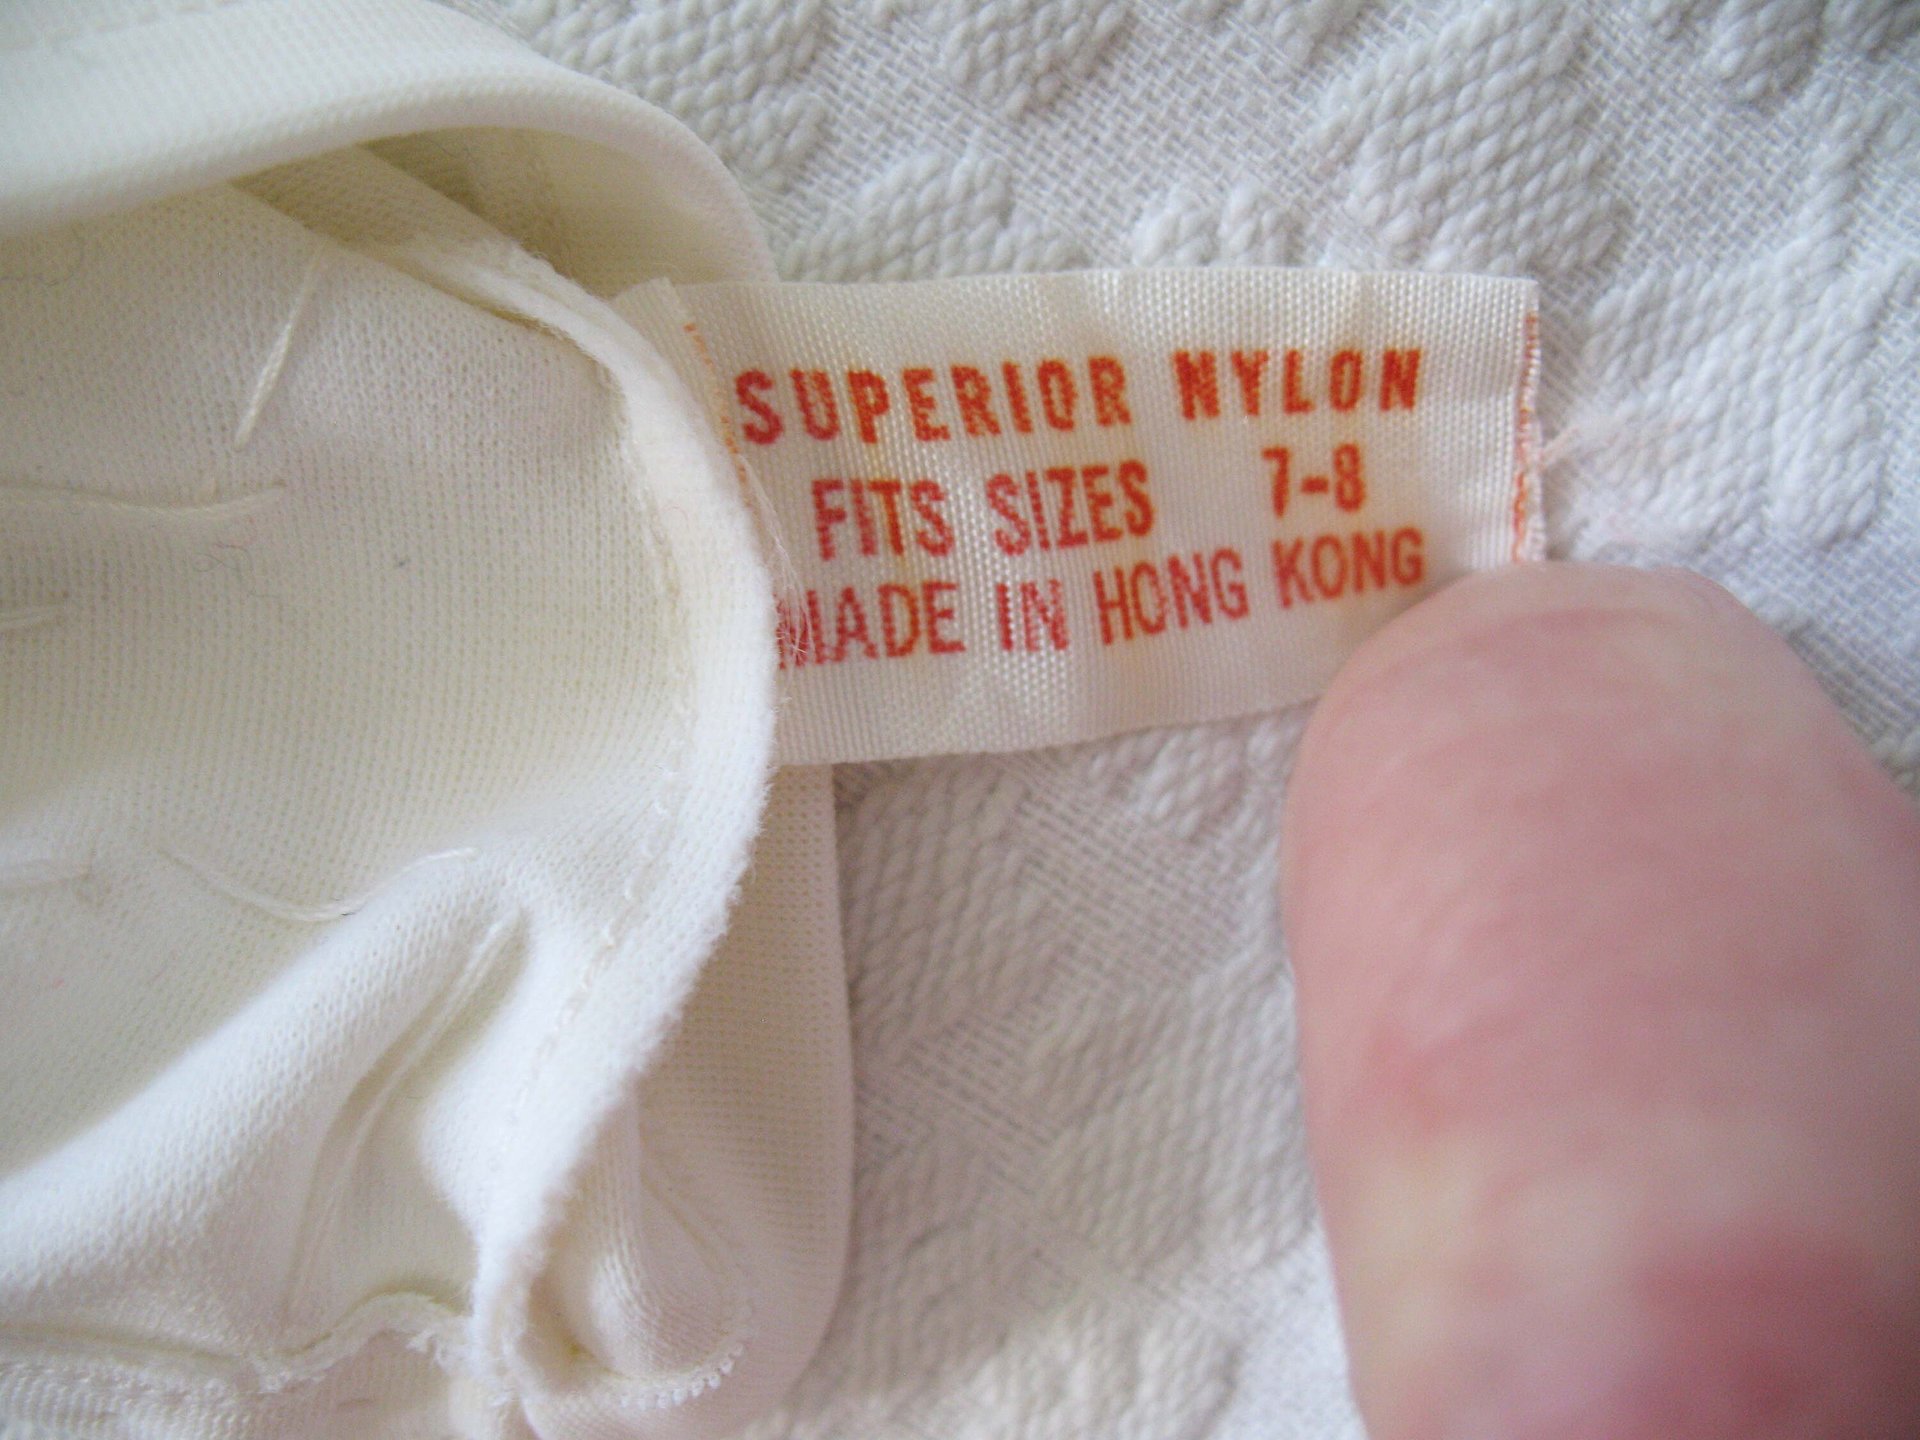 SUPERIOR NYLON
FITS SIZES 7-8
MADE IN HONG KONG